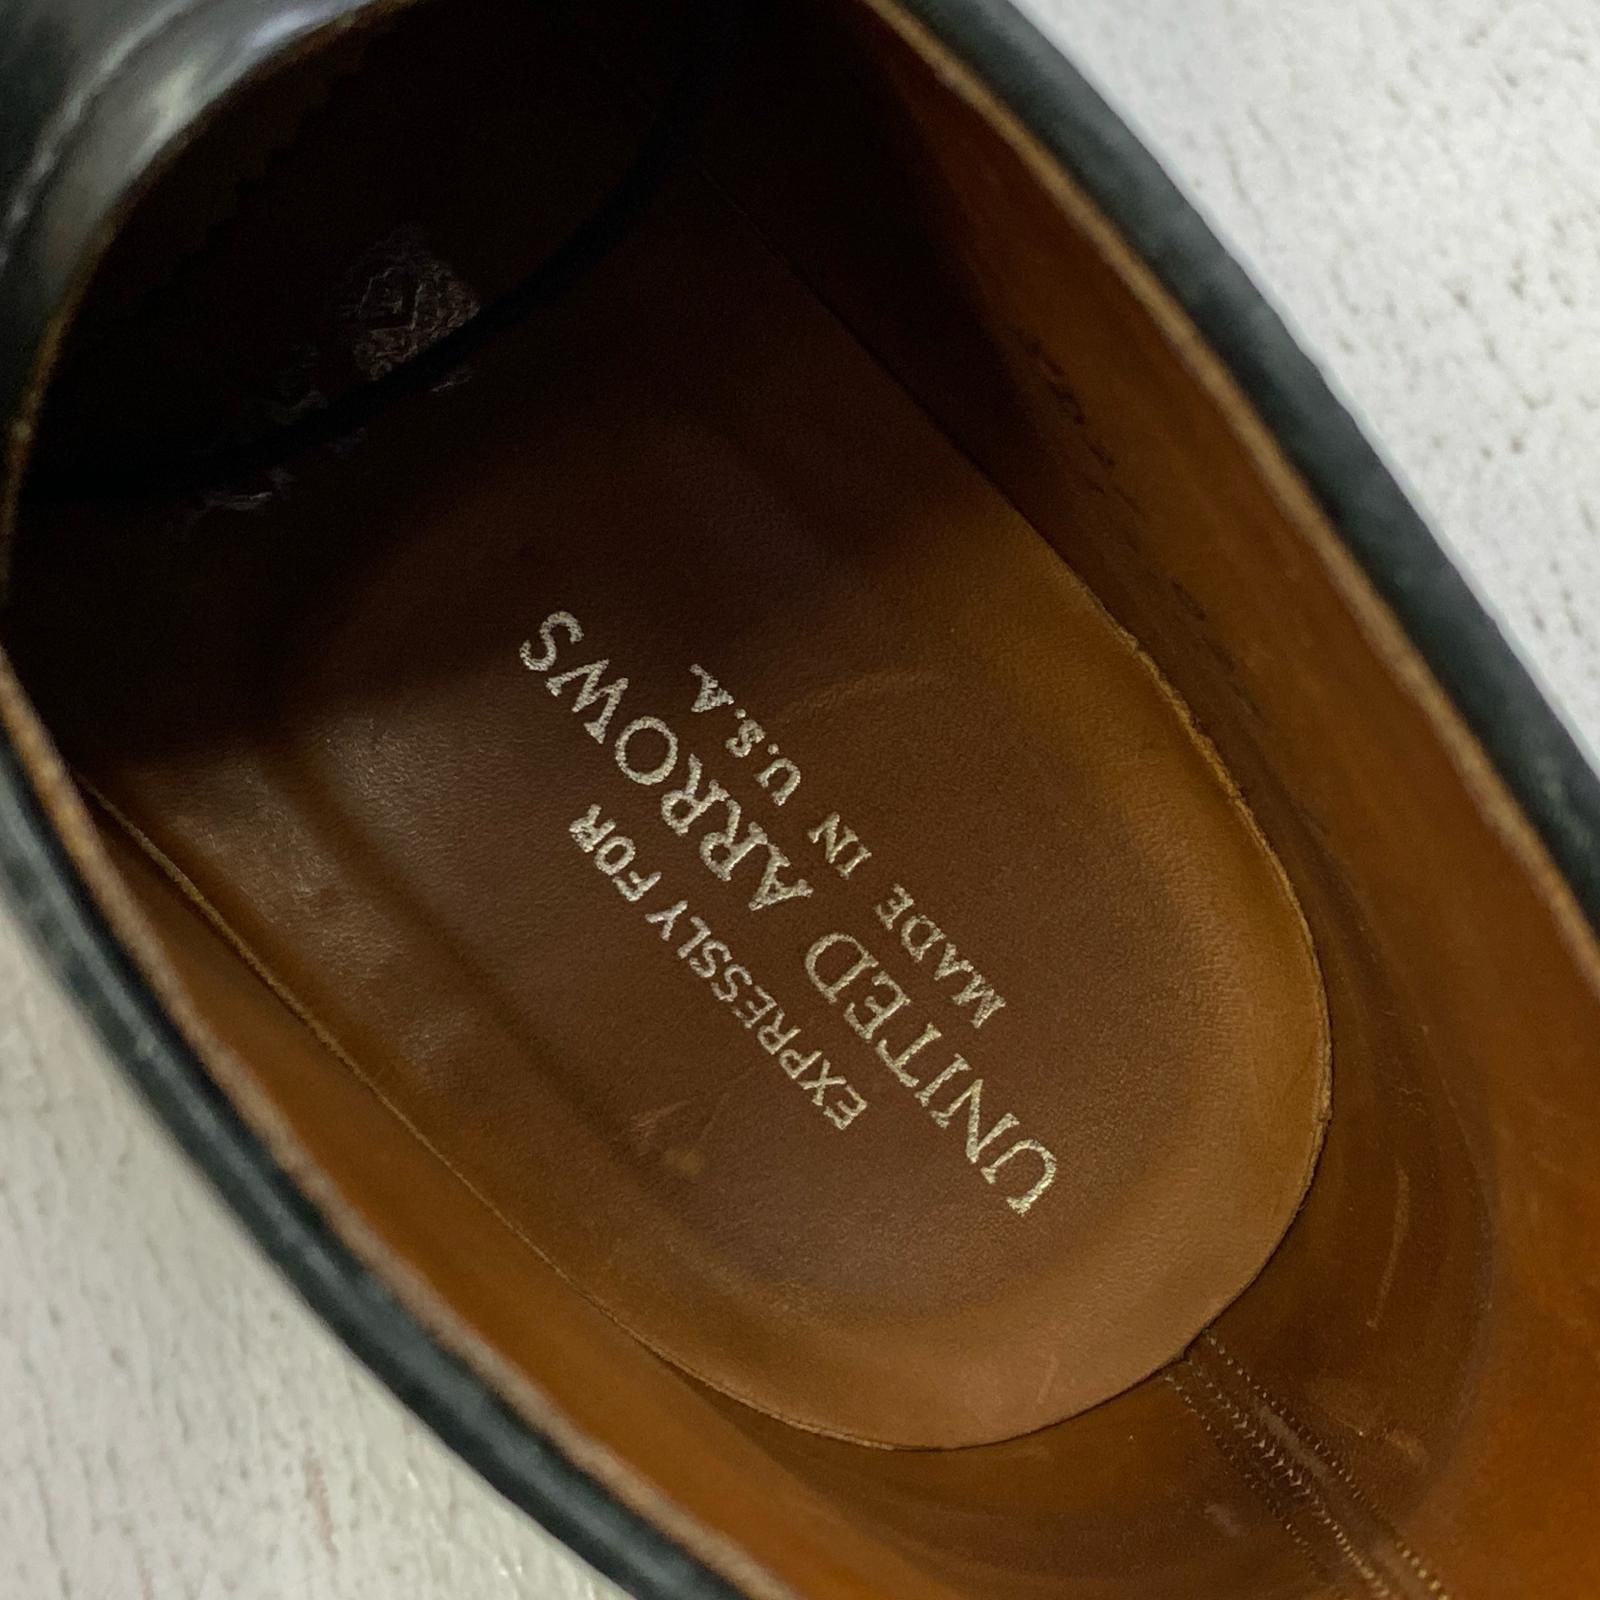 EXPRESSLY FOR
UNITED ARROWS
MADE IN U.S.A.